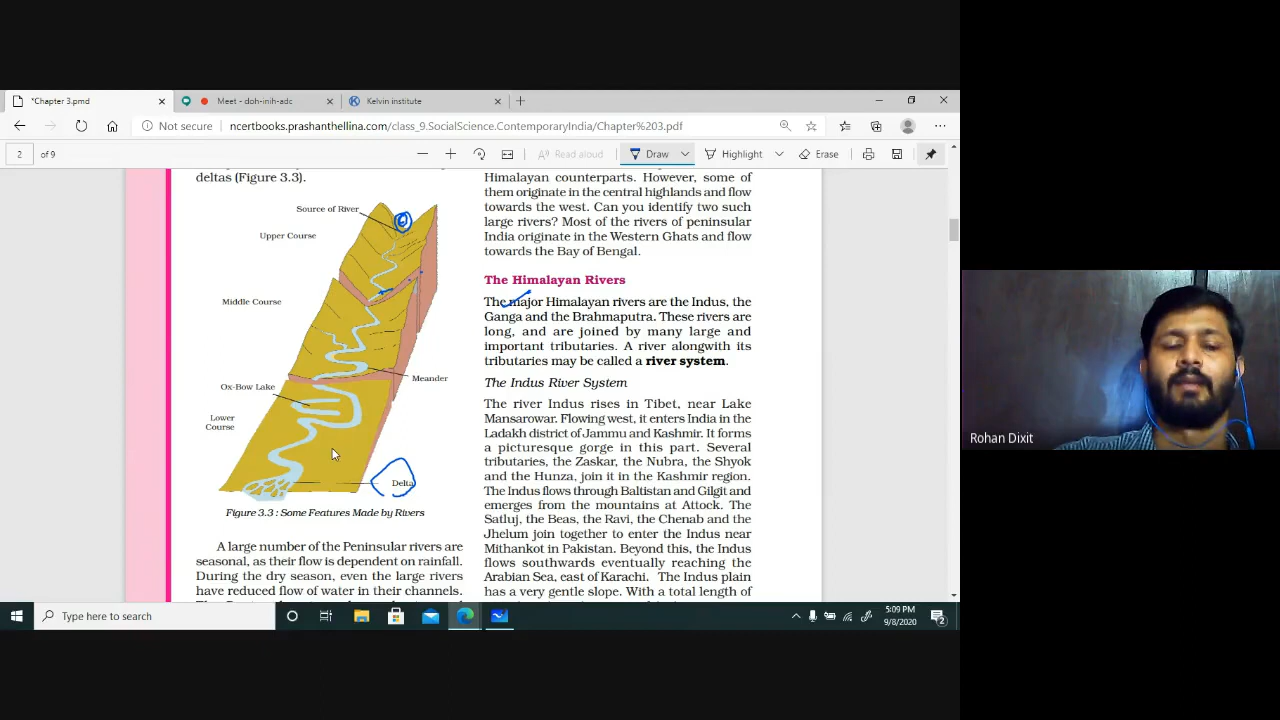 *Chapter 3.pmd
Meet - doh-inih-adc
Kelvin institute
Not secure
ncertbooks.prashanthellina.com/class_9.SocialScience.ContemporaryIndia/Chapter%203.pdf
2 of 9
Read aloud
Draw
Highlight
Erase
deltas (Figure 3.3).
Source of River
Upper Course
Middle Course
Meander
Ox-Bow Lake
Lower
Course
Delta
Figure 3.3 : Some Features Made by Rivers
A large number of the Peninsular rivers are
seasonal, as their flow is dependent on rainfall.
During the dry season, even the large rivers
have reduced flow of water in their channels.
Himalayan counterparts. However, some of
them originate in the central highlands and flow
towards the west. Can you identify two such
large rivers? Most of the rivers of peninsular
India originate in the Western Ghats and flow
towards the Bay of Bengal.
The Himalayan Rivers
The major Himalayan rivers are the Indus, the
Ganga and the Brahmaputra. These rivers are
long, and are joined by many large and
important tributaries. A river alongwith its
tributaries may be called a river system.
The Indus River System
The river Indus rises in Tibet, near Lake
Mansarowar. Flowing west, it enters India in the
Ladakh district of Jammu and Kashmir. It forms
a picturesque gorge in this part. Several
tributaries, the Zaskar, the Nubra, the Shyok
and the Hunza, join it in the Kashmir region.
The Indus flows through Baltistan and Gilgit and
emerges from the mountains at Attock. The
Satluj, the Beas, the Ravi, the Chenab and the
Jhelum join together to enter the Indus near
Mithankot in Pakistan. Beyond this, the Indus
flows southwards eventually reaching the
Arabian Sea, east of Karachi. The Indus plain
has a very gentle slope. With a total length of
Rohan Dixit
Type here to search
5:09 PM
9/8/2020
2